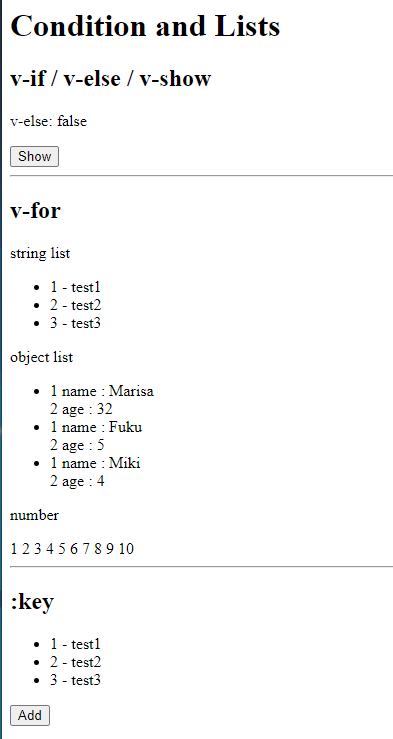 Condition and Lists
v-if / v-else / v-show
v-else: false
Show
v-for
string list
1 - test1
2 - test2
3 - test3
object list
1 name : Marisa
2 age : 32
1 name : Fuku
2 age : 5
1 name : Miki
2 age : 4
number
1 2 3 4 5 6 7 8 9 10
:key
1 - test1
2 - test2
3 - test3
Add